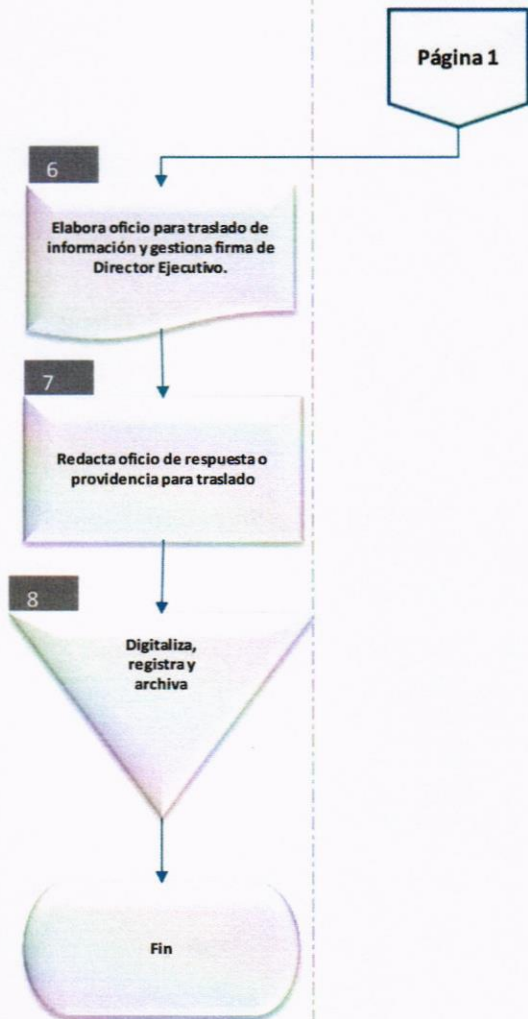 Página 1
6
Elabora oficio para traslado de
información y gestiona firma de
Director Ejecutivo.
7
Redacta oficio de respuesta o
providencia para traslado
8
Digitaliza,
registra y
archiva
Fin